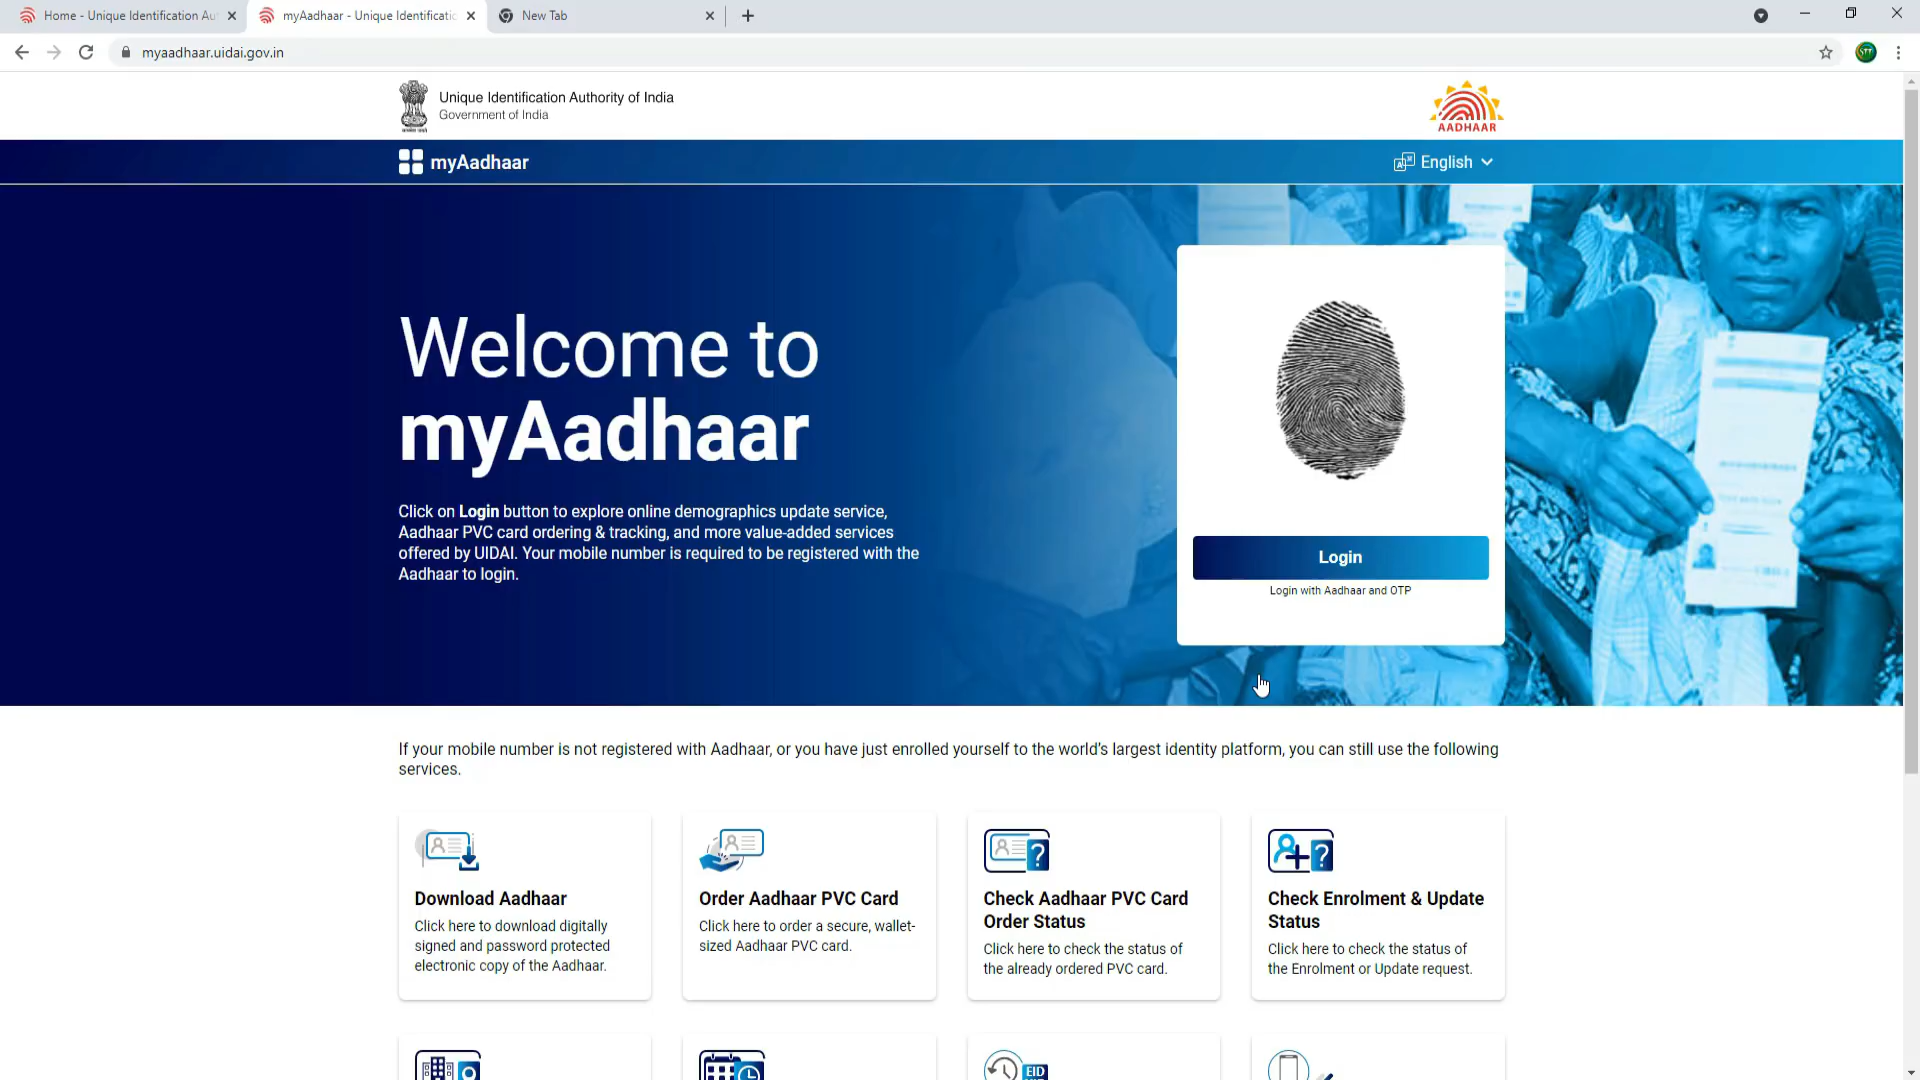 Home - Unique Identification Au
myAadhaar - Unique Identificatio
New Tab
myaadhaar.uidai.gov.in
Unique Identification Authority of India
Government of India
AADHAAR
myAadhaar
English
Welcome to
myAadhaar
Click on Login button to explore online demographics update service,
Aadhaar PVC card ordering & tracking, and more value-added services
offered by UIDAI. Your mobile number is required to be registered with the
Aadhaar to login.
Login
Login with Aadhaar and OTP
If your mobile number is not registered with Aadhaar, or you have just enrolled yourself to the world's largest identity platform, you can still use the following
services.
Download Aadhaar
Click here to download digitally
signed and password protected
electronic copy of the Aadhaar.
Order Aadhaar PVC Card
Click here to order a secure, wallet-
sized Aadhaar PVC card.
Check Aadhaar PVC Card
Order Status
Click here to check the status of
the already ordered PVC card.
Check Enrolment & Update
Status
Click here to check the status of
the Enrolment or Update request.
EID